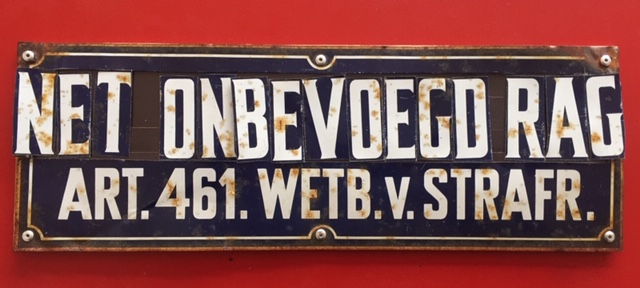 NET ONBEVOEGD RAG
ART. 461. WETB. v. STRAFR.